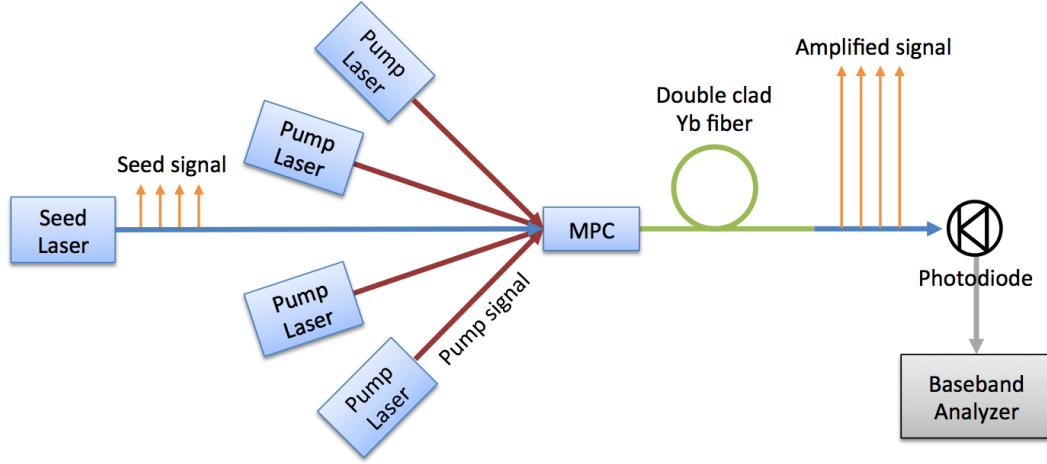 Pump
Laser
Amplified signal
Double clad
Yb fiber
Pump
Laser
Seed signal
Seed
Laser
MPC
Pump
Laser
Pump signal
Photodiode
Pump
Laser
Baseband
Analyzer